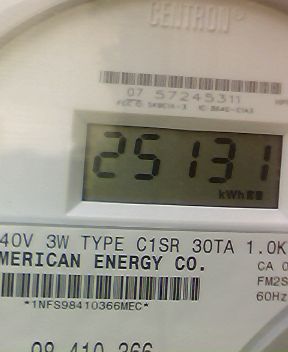 CENTRON®
07 57245311
25131
kWh
40V 3W TYPE C1SR 30TA 1.0K
MERICAN ENERGY CO.
CA 0
FM2S
60Hz
*1NFS98410366MEC*
98 410 366